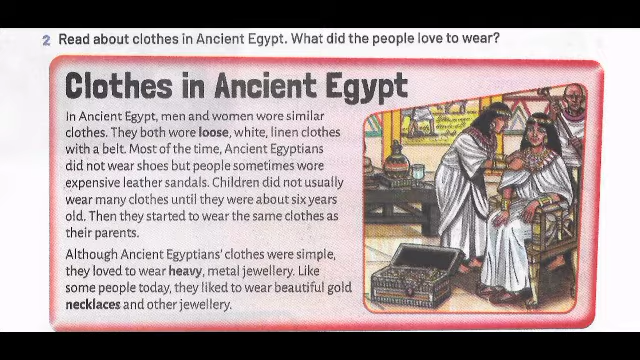 2 Read about clothes in Ancient Egypt. What did the people love to wear?
Clothes in Ancient Egypt
In Ancient Egypt, men and women wore similar
clothes. They both wore loose, white, linen clothes
with a belt. Most of the time, Ancient Egyptians
did not wear shoes but people sometimes wore
expensive leather sandals. Children did not usually
wear many clothes until they were about six years
old. Then they started to wear the same clothes as
their parents.
Although Ancient Egyptians' clothes were simple,
they loved to wear heavy, metal jewellery. Like
some people today, they liked to wear beautiful gold
necklaces and other jewellery.